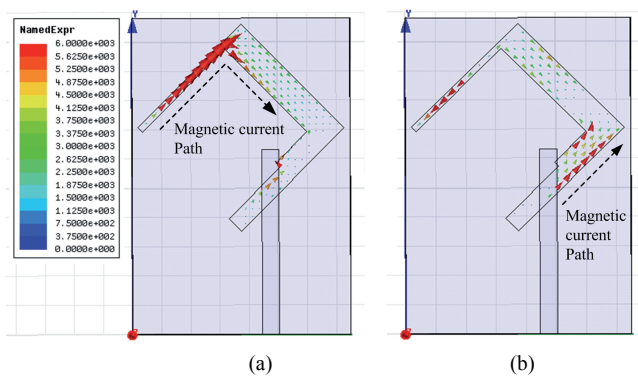 NamedExpr
6.0000e+003
5.6250e+003
5.2500e+003
4.8750e+003
4.5000e+003
4.1250e+003
3.7500e+003
3.3750e+003
3.0000e+003
2.6250e+003
2.2500e+003
1.8750e+003
1.5000e+003
1.1250e+003
7.5000e+002
3.7500e+002
0.0000e+000
Y
Magnetic current
Path
(a)
Y
Magnetic
current
Path
(b)